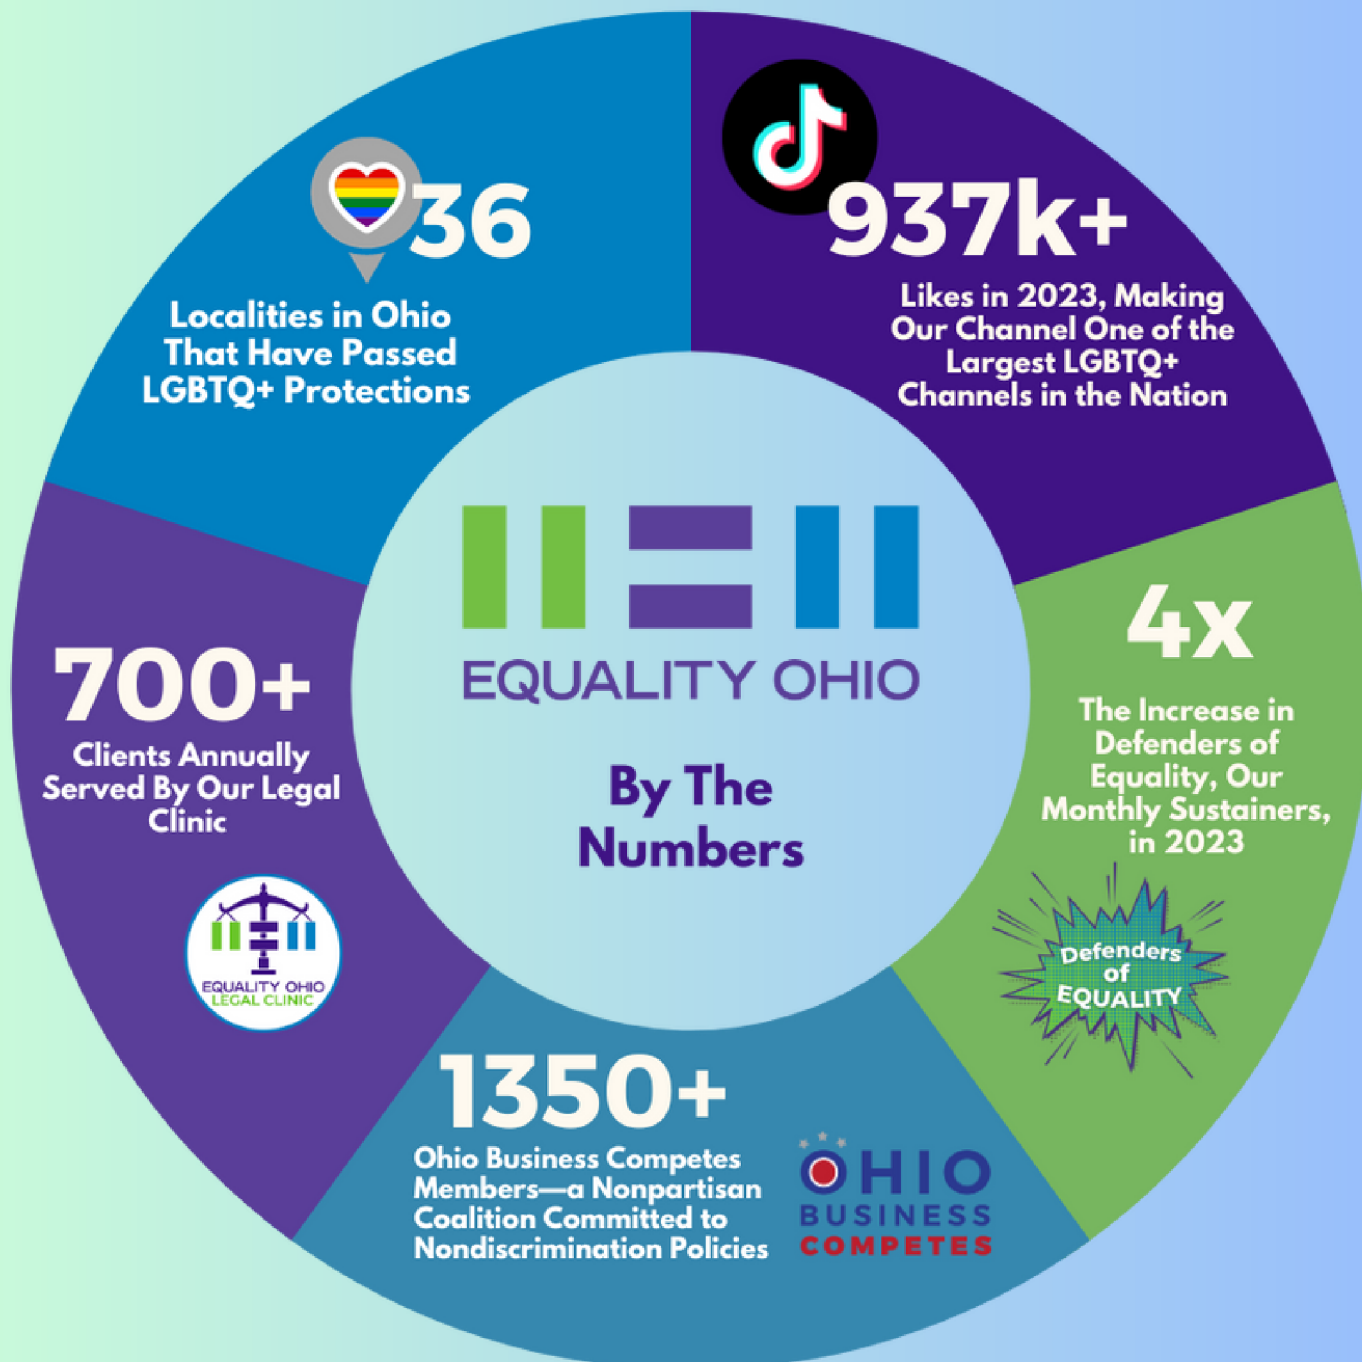 36
Localities in Ohio
That Have Passed
LGBTQ+ Protections
937k+
Likes in 2023, Making
Our Channel One of the
Largest LGBTQ+
Channels in the Nation
EQUALITY OHIO
By The
Numbers
700+
Clients Annually
Served By Our Legal
Clinic
EQUALITY OHIO
LEGAL CLINIC
4x
The Increase in
Defenders of
Equality, Our
Monthly Sustainers,
in 2023
Defenders
of
EQUALITY
1350+
Ohio Business Competes
Members—a Nonpartisan
Coalition Committed to
Nondiscrimination Policies
OHIO
BUSINESS
COMPETES